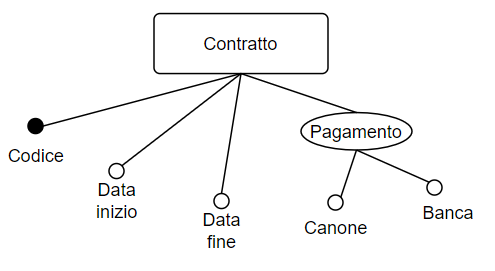 Contratto
Pagamento
Codice
Data
inizio
Data
fine
Canone
Banca